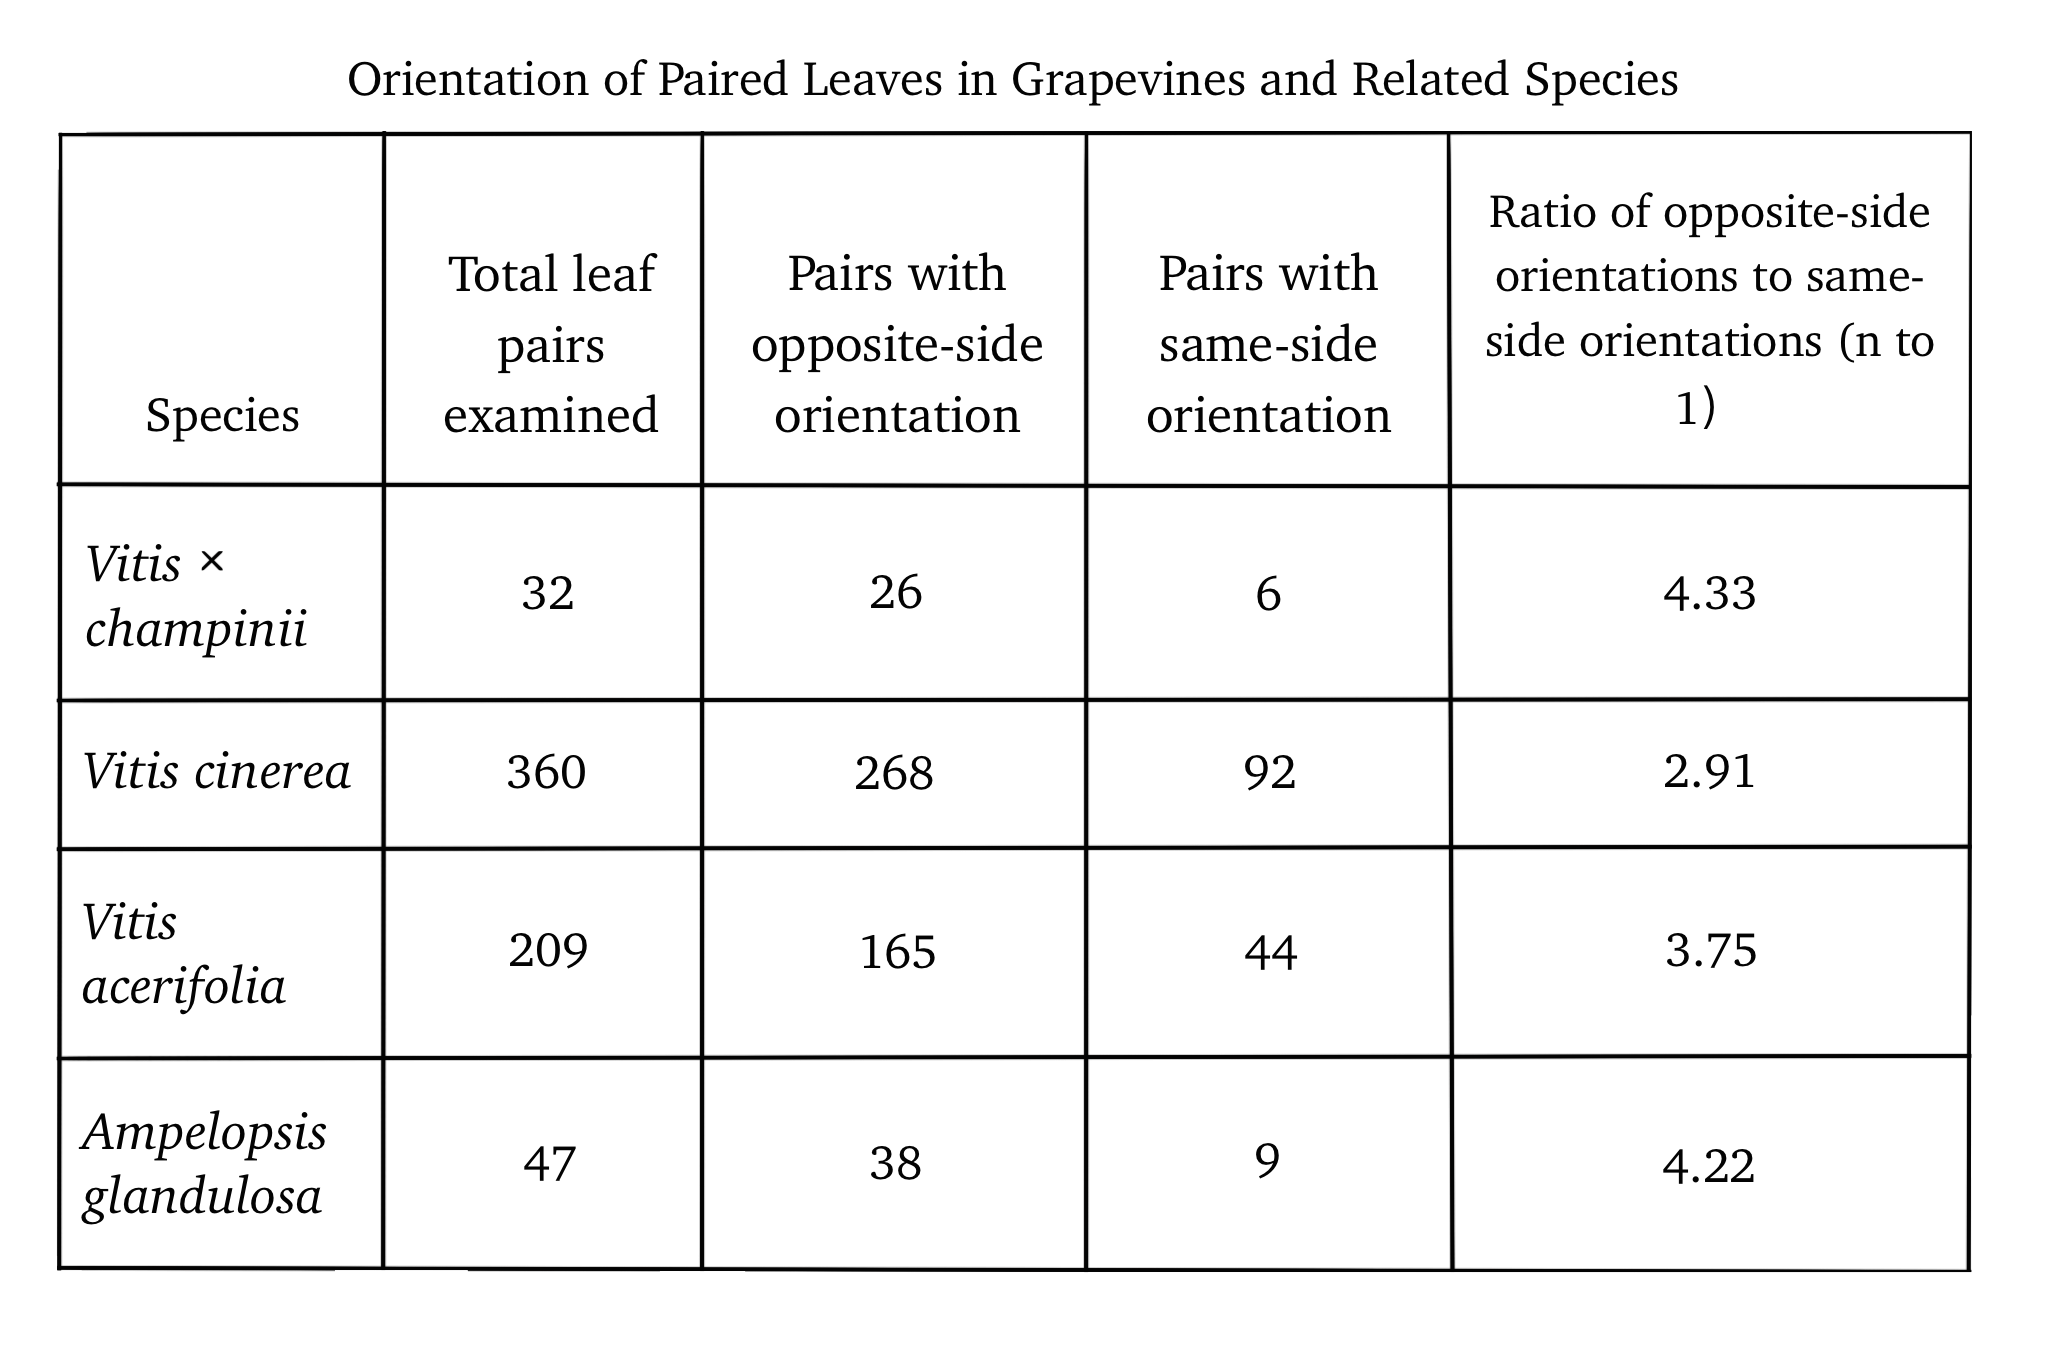 Orientation of Paired Leaves in Grapevines and Related Species
Species
Total leaf
pairs
examined
Pairs with
opposite-side
orientation
Pairs with
same-side
orientation
Ratio of opposite-side
orientations to same-
side orientations (n to
1)
Vitis ×
champinii
32
26
6
4.33
Vitis cinerea
360
268
92
2.91
Vitis
acerifolia
209
165
44
3.75
Ampelopsis
glandulosa
47
38
9
4.22